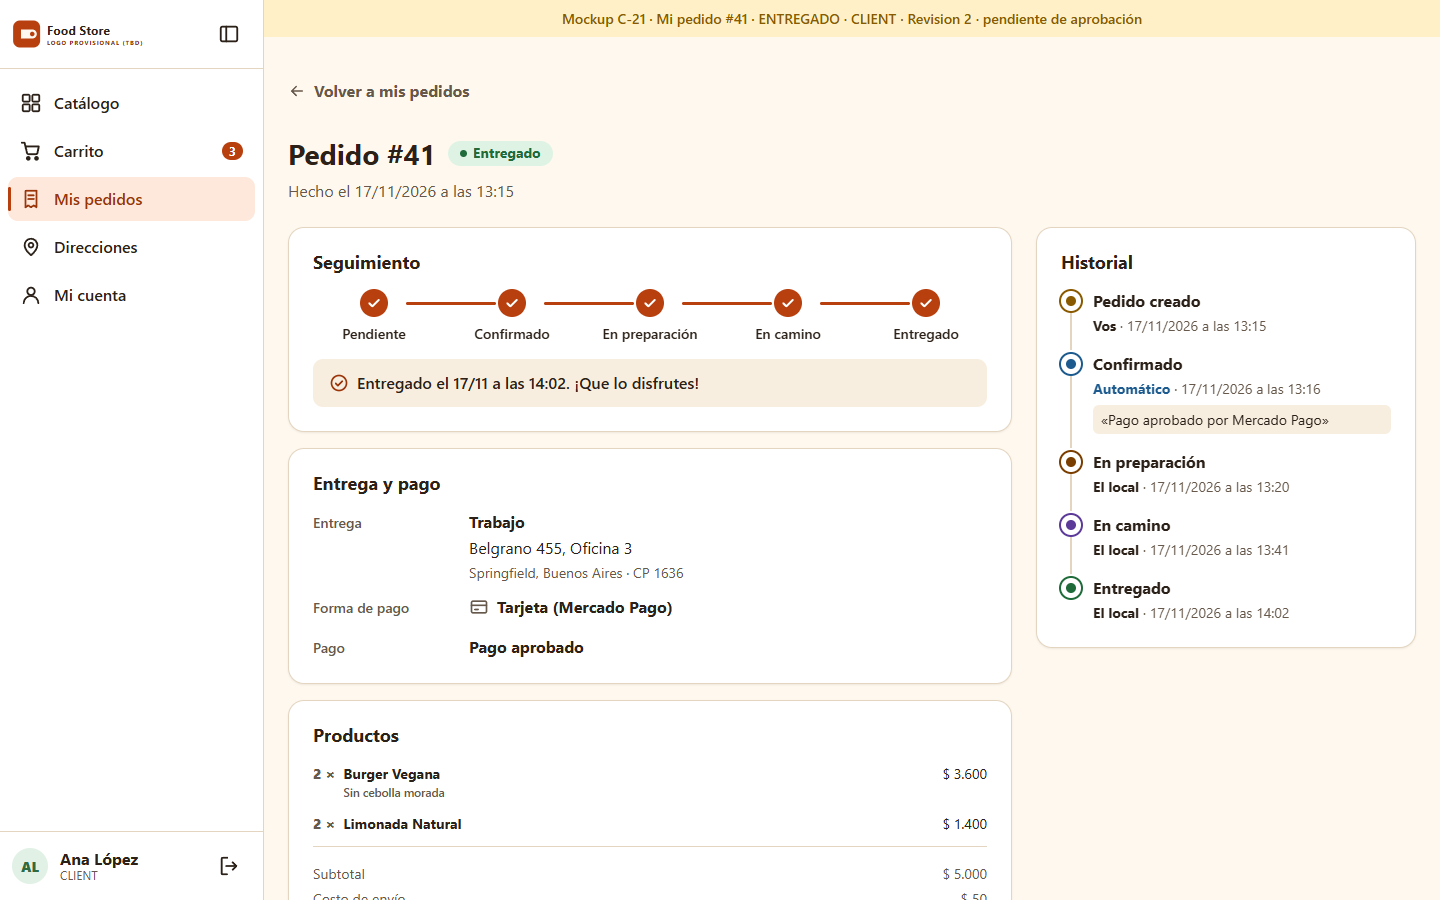 Food Store
LOGO PROVISIONAL (TBD)
Catálogo
Carrito
3
Mis pedidos
Direcciones
Mi cuenta
AL
Ana López
CLIENT
Mockup C-21 · Mi pedido #41 · ENTREGADO · CLIENT · Revision 2 · pendiente de aprobación
Volver a mis pedidos
Pedido #41
Entregado
Hecho el 17/11/2026 a las 13:15
Seguimiento
Pendiente
Confirmado
En preparación
En camino
Entregado
Entregado el 17/11 a las 14:02. ¡Que lo disfrutes!
Entrega y pago
Entrega
Trabajo
Belgrano 455, Oficina 3
Springfield, Buenos Aires · CP 1636
Forma de pago
Tarjeta (Mercado Pago)
Pago
Pago aprobado
Productos
2 × Burger Vegana
$ 3.600
Sin cebolla morada
2 × Limonada Natural
$ 1.400
Subtotal
$ 5.000
Costo de envío
$ 50
Historial
Pedido creado
Vos · 17/11/2026 a las 13:15
Confirmado
Automático · 17/11/2026 a las 13:16
«Pago aprobado por Mercado Pago»
En preparación
El local · 17/11/2026 a las 13:20
En camino
El local · 17/11/2026 a las 13:41
Entregado
El local · 17/11/2026 a las 14:02